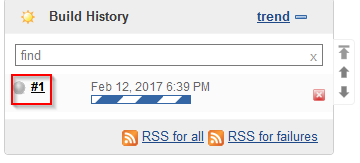 Build History trend
find x
#1 Feb 12, 2017 6:39 PM
RSS for all RSS for failures